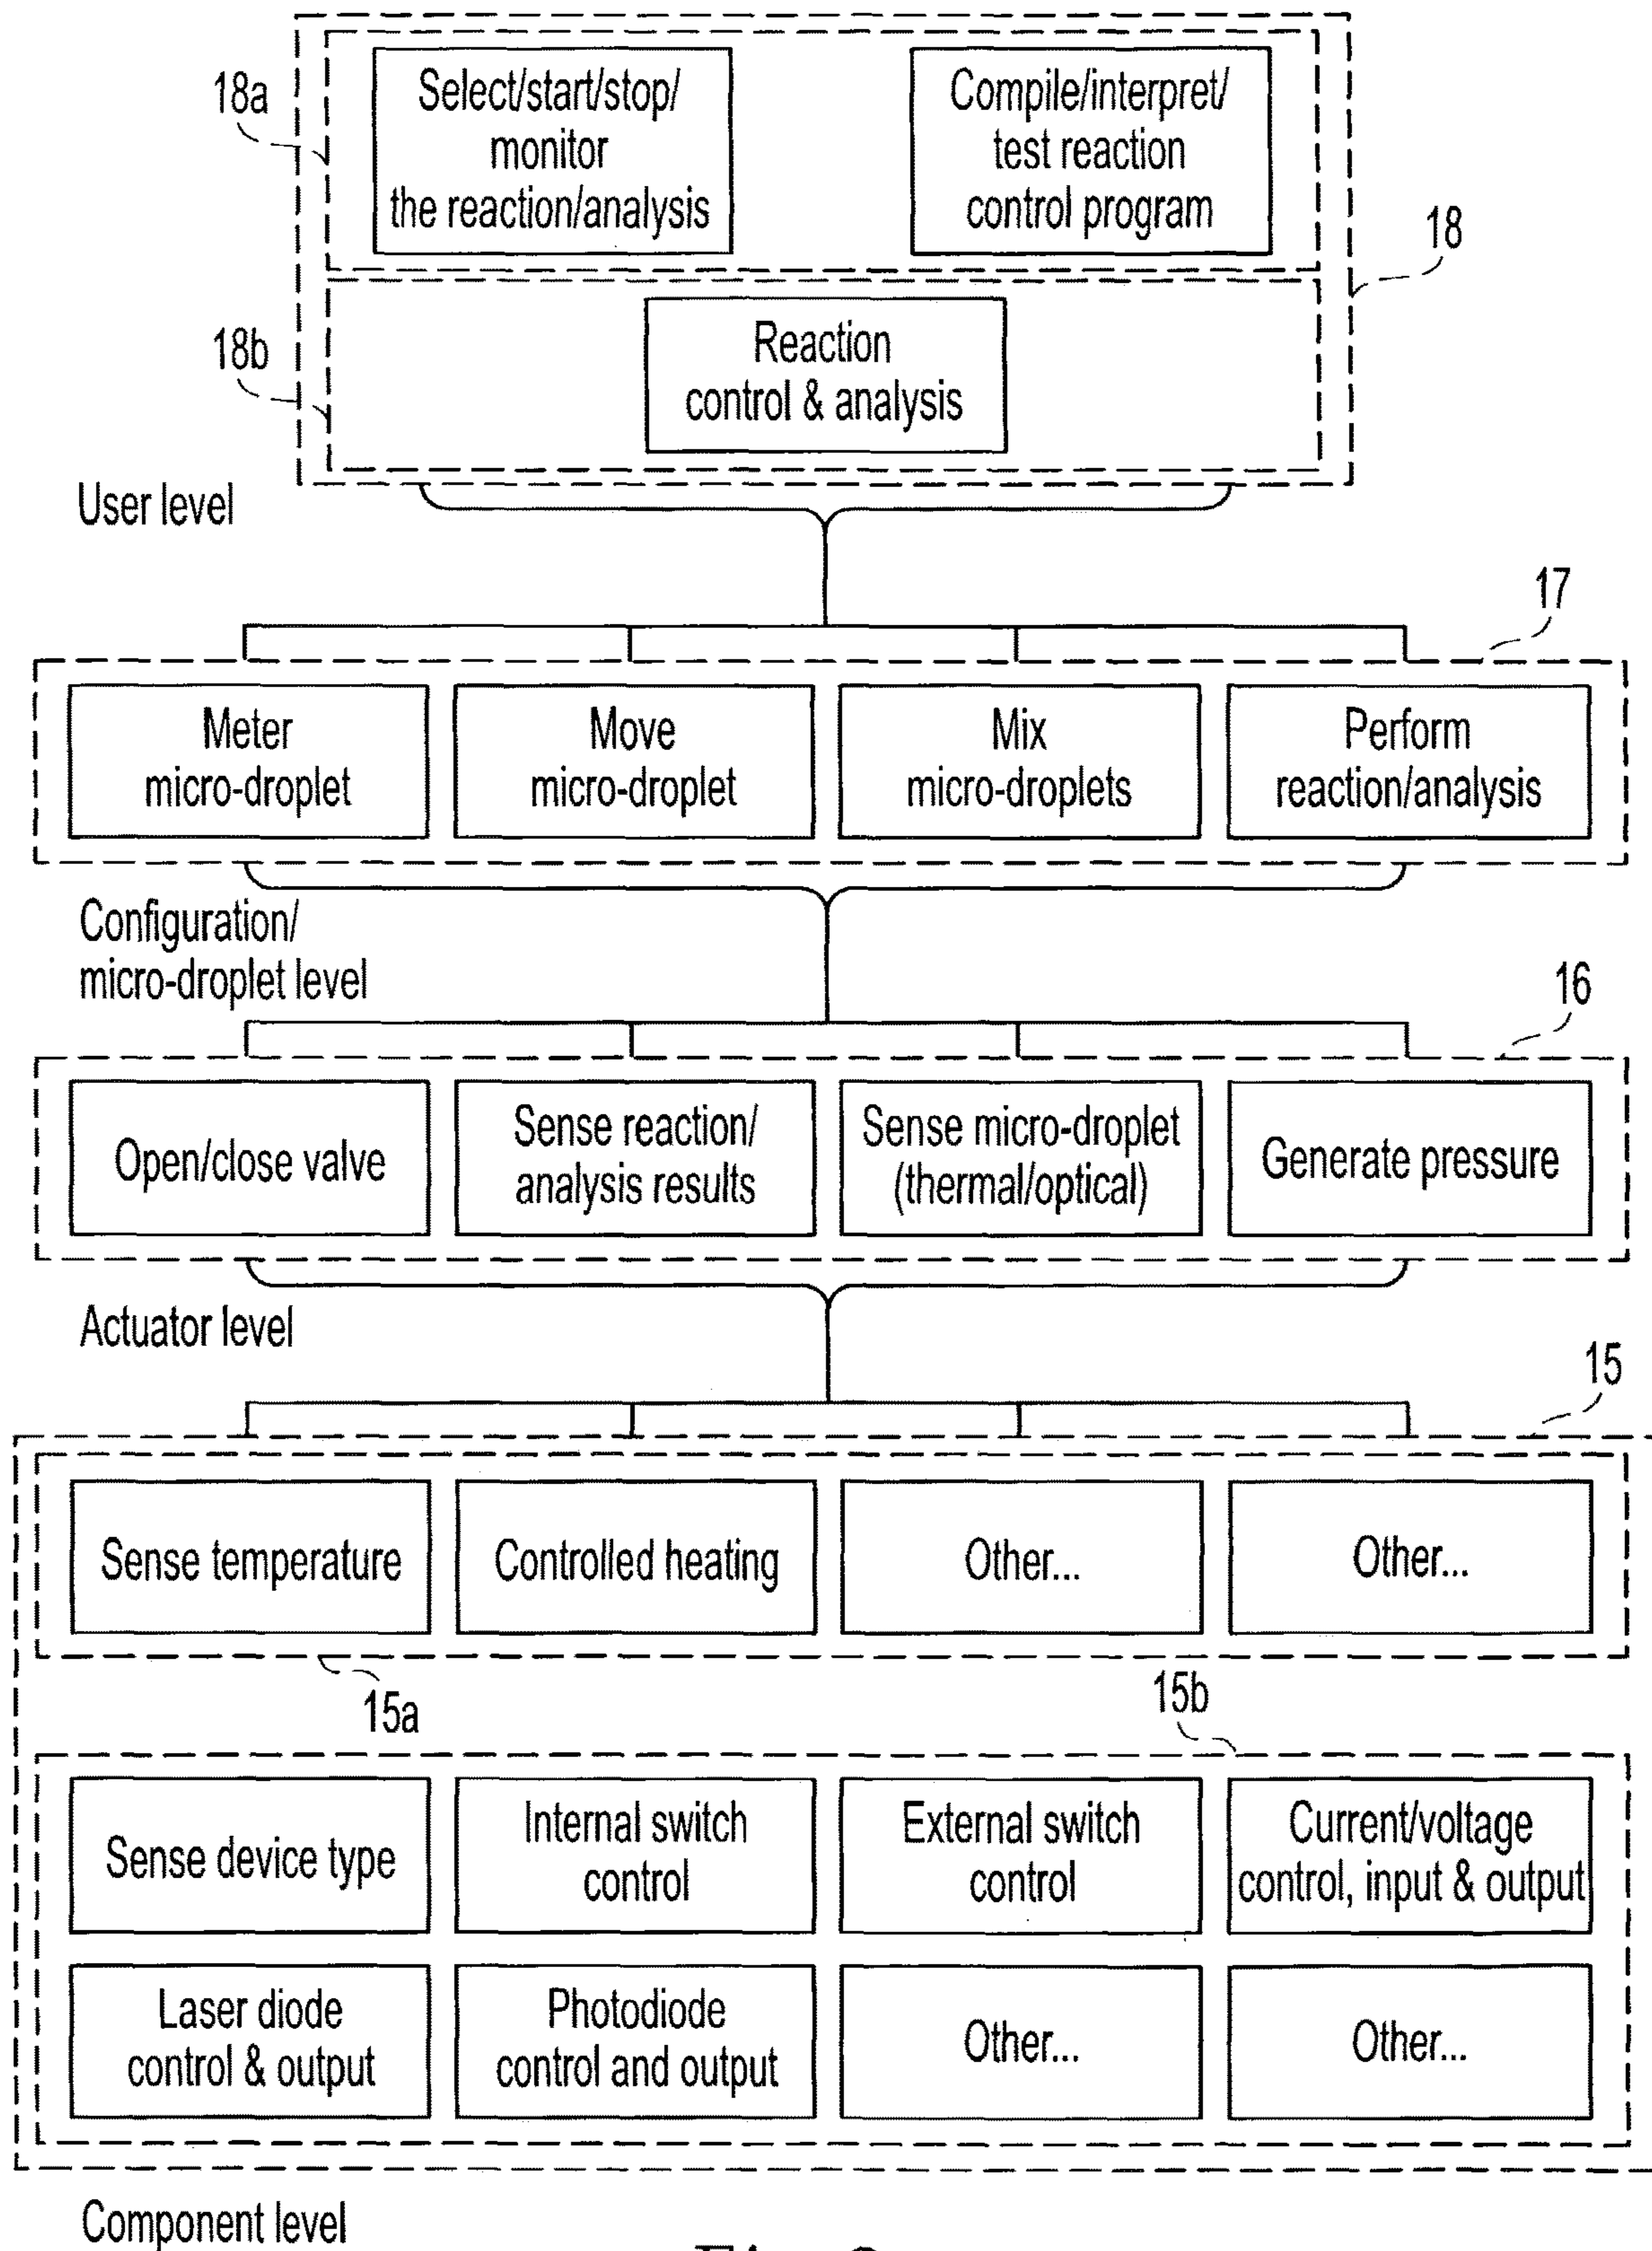 18a
Select/start/stop/
monitor
the reaction/analysis
Compile/interpret/
test reaction
control program
18
18b
Reaction
control & analysis
User level
17
Meter
micro-droplet
Move
micro-droplet
Mix
micro-droplets
Perform
reaction/analysis
Configuration/
micro-droplet level
16
Open/close valve
Sense reaction/
analysis results
Sense micro-droplet
(thermal/optical)
Generate pressure
Actuator level
15
Sense temperature
Controlled heating
Other...
Other...
15a
15b
Sense device type
Internal switch
control
External switch
control
Current/voltage
control, input & output
Laser diode
control & output
Photodiode
control and output
Other...
Other...
Component level